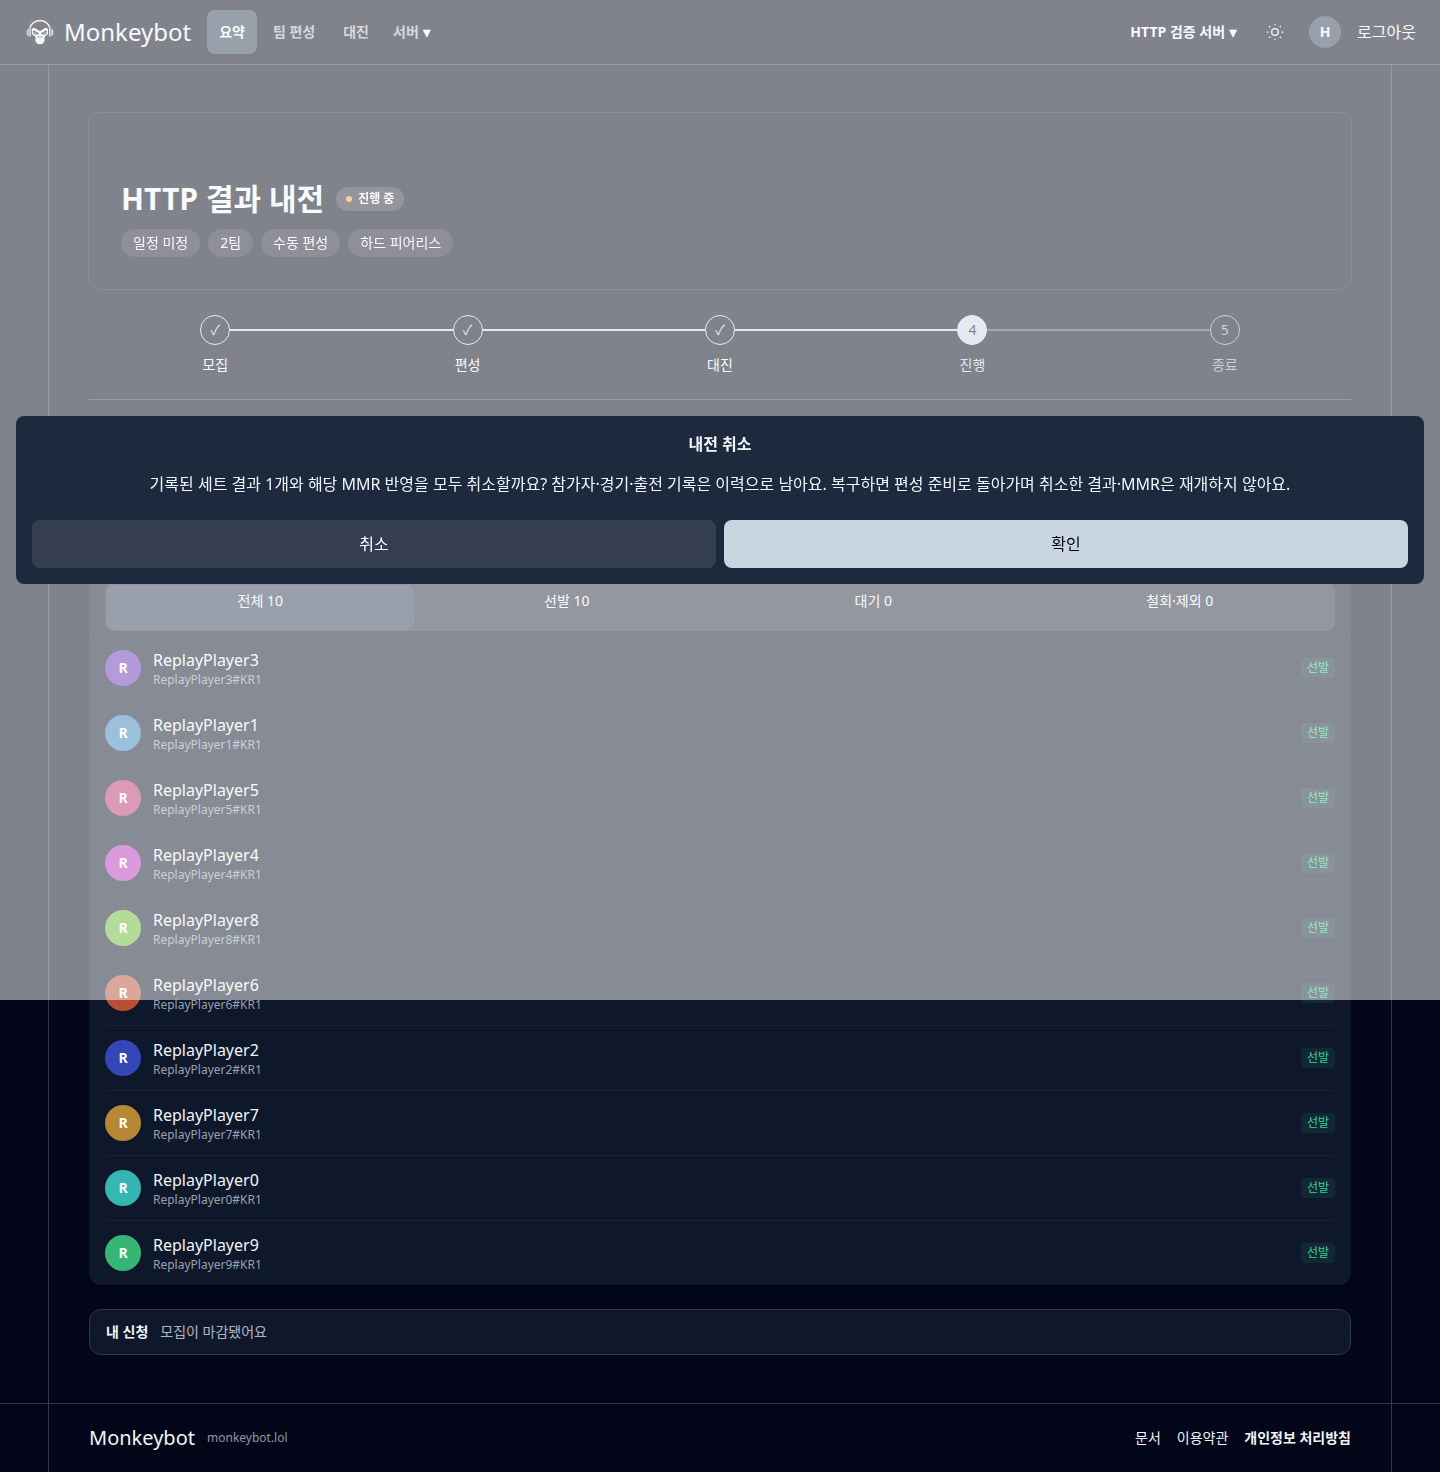 Monkeybot 요약 팀 편성 대진 서버 ▾ HTTP 검증 서버 ▾ H 로그아웃
HTTP 결과 내전 진행 중
일정 미정 2팀 수동 편성 하드 피어리스
✓ ✓ ✓ 4 5
모집 편성 대진 진행 종료
내전 취소
기록된 세트 결과 1개와 해당 MMR 반영을 모두 취소할까요? 참가자·경기·출전 기록은 이력으로 남아요. 복구하면 편성 준비로 돌아가며 취소한 결과·MMR은 재개하지 않아요.
취소 확인
전체 10 선발 10 대기 0 철회·제외 0
R ReplayPlayer3 선발
ReplayPlayer3#KR1
R ReplayPlayer1 선발
ReplayPlayer1#KR1
R ReplayPlayer5 선발
ReplayPlayer5#KR1
R ReplayPlayer4 선발
ReplayPlayer4#KR1
R ReplayPlayer8 선발
ReplayPlayer8#KR1
R ReplayPlayer6 선발
ReplayPlayer6#KR1
R ReplayPlayer2 선발
ReplayPlayer2#KR1
R ReplayPlayer7 선발
ReplayPlayer7#KR1
R ReplayPlayer0 선발
ReplayPlayer0#KR1
R ReplayPlayer9 선발
ReplayPlayer9#KR1
내 신청 모집이 마감됐어요
Monkeybot monkeybot.lol 문서 이용약관 개인정보 처리방침